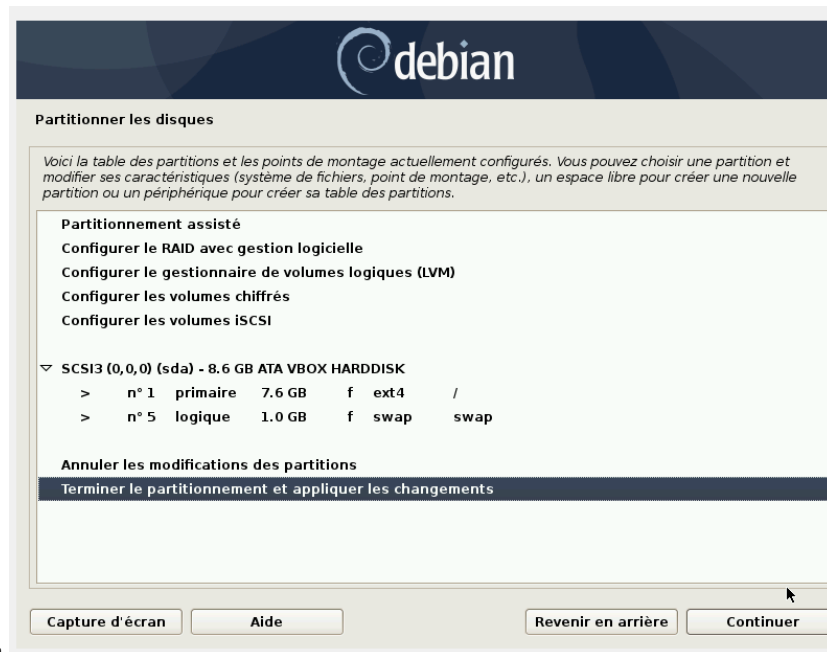 debian
Partitionner les disques
Voici la table des partitions et les points de montage actuellement configurés. Vous pouvez choisir une partition et
modifier ses caractéristiques (système de fichiers, point de montage, etc.), un espace libre pour créer une nouvelle
partition ou un périphérique pour créer sa table des partitions.
Partitionnement assisté
Configurer le RAID avec gestion logicielle
Configurer le gestionnaire de volumes logiques (LVM)
Configurer les volumes chiffrés
Configurer les volumes iSCSI
SCSI3 (0,0,0) (sda) - 8.6 GB ATA VBOX HARDDISK
> n° 1 primaire 7.6 GB f ext4 /
> n° 5 logique 1.0 GB f swap swap
Annuler les modifications des partitions
Terminer le partitionnement et appliquer les changements
Capture d'écran Aide Revenir en arrière Continuer